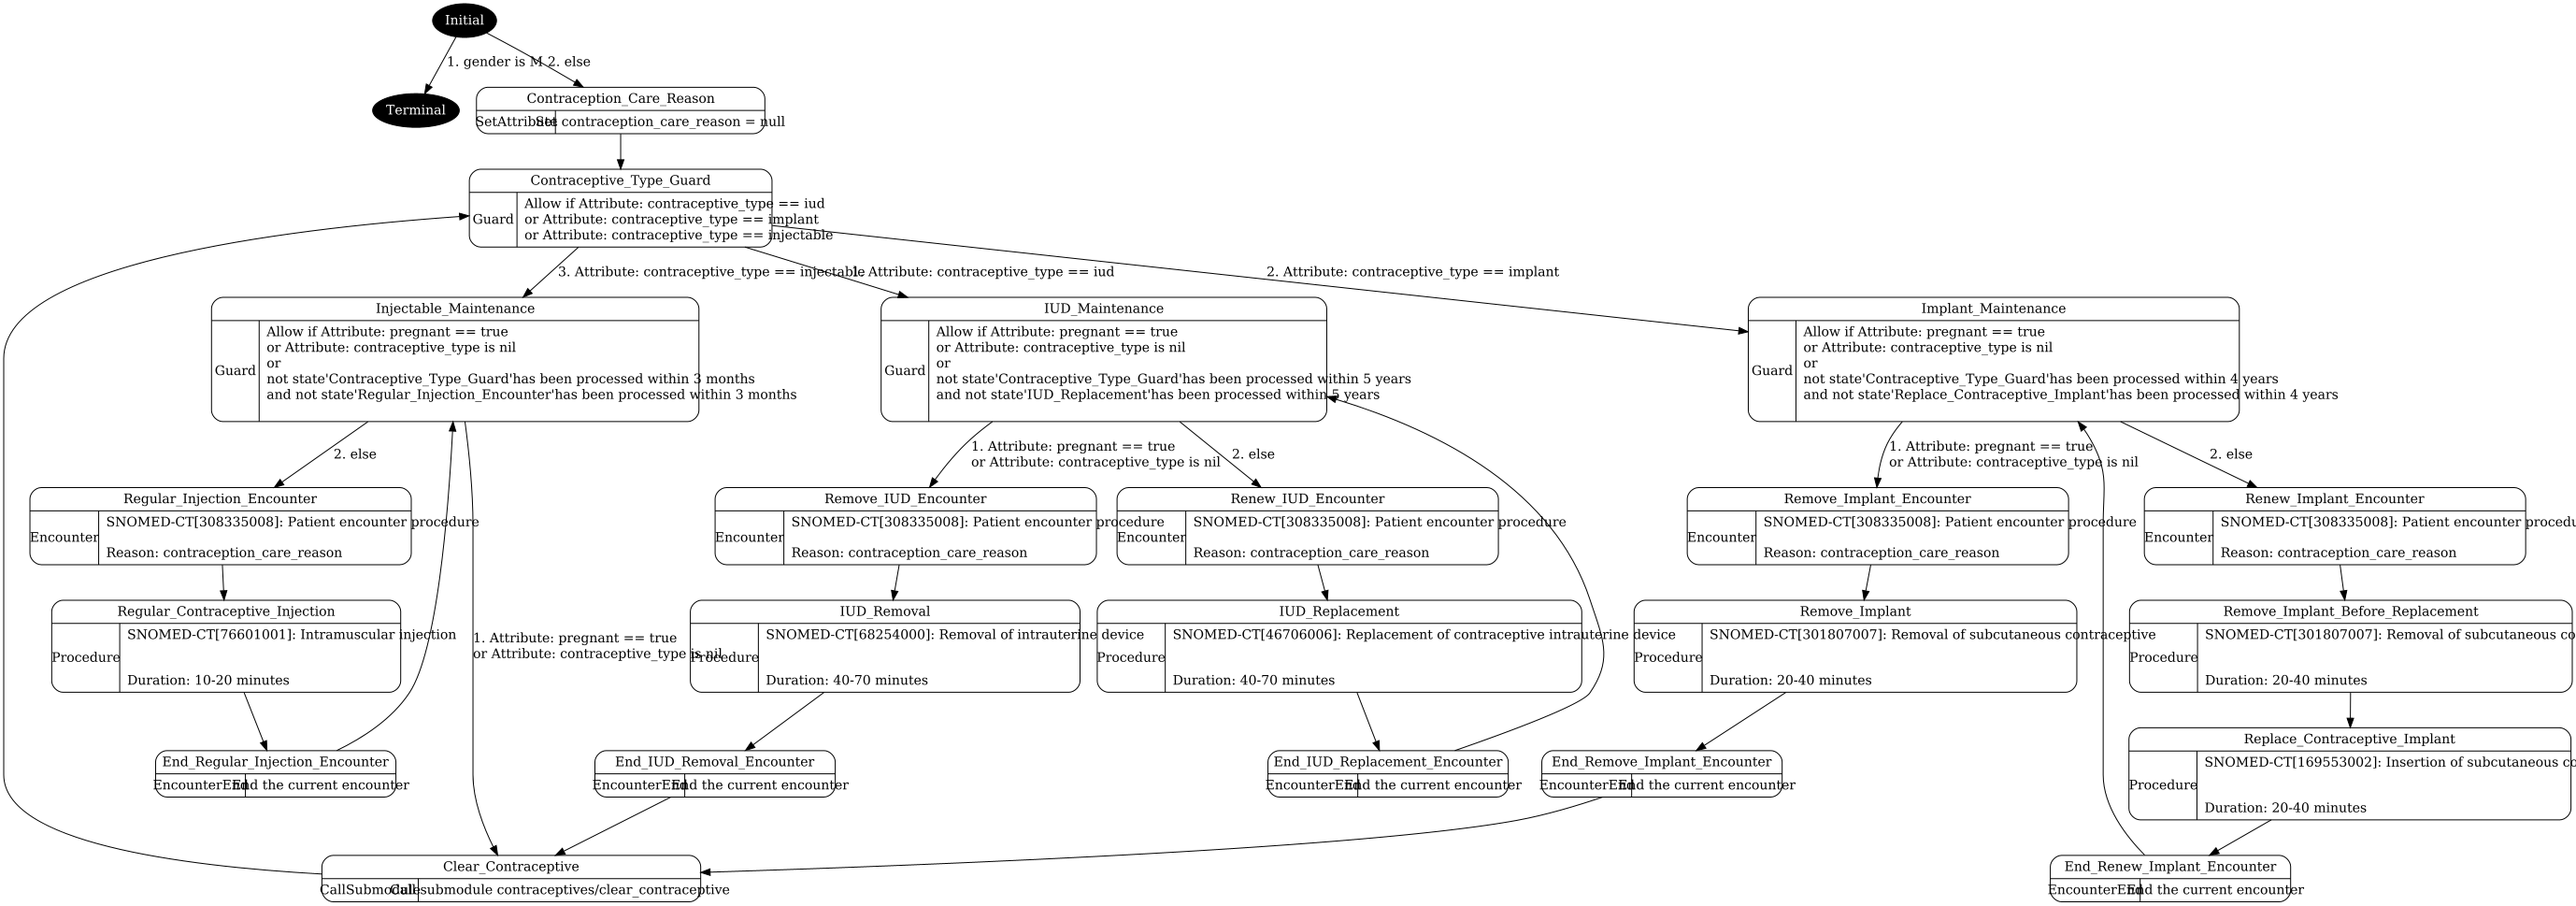 Initial
1. gender is M
2. else
Terminal
Contraception_Care_Reason
SetAttribute
Set contraception_care_reason = null
Contraceptive_Type_Guard
Guard
Allow if Attribute: contraceptive_type == iud
or Attribute: contraceptive_type == implant
or Attribute: contraceptive_type == injectable
3. Attribute: contraceptive_type == injectable
1. Attribute: contraceptive_type == iud
2. Attribute: contraceptive_type == implant
Injectable_Maintenance
Guard
Allow if Attribute: pregnant == true
or Attribute: contraceptive_type is nil
or
not state'Contraceptive_Type_Guard'has been processed within 3 months
and not state'Regular_Injection_Encounter'has been processed within 3 months
IUD_Maintenance
Guard
Allow if Attribute: pregnant == true
or Attribute: contraceptive_type is nil
or
not state'Contraceptive_Type_Guard'has been processed within 5 years
and not state'IUD_Replacement'has been processed within 5 years
Implant_Maintenance
Guard
Allow if Attribute: pregnant == true
or Attribute: contraceptive_type is nil
or
not state'Contraceptive_Type_Guard'has been processed within 4 years
and not state'Replace_Contraceptive_Implant'has been processed within 4 years
2. else
1. Attribute: pregnant == true
or Attribute: contraceptive_type is nil
2. else
1. Attribute: pregnant == true
or Attribute: contraceptive_type is nil
2. else
Regular_Injection_Encounter
Encounter
SNOMED-CT[308335008]: Patient encounter procedure
Reason: contraception_care_reason
Remove_IUD_Encounter
Encounter
SNOMED-CT[308335008]: Patient encounter procedure
Reason: contraception_care_reason
Renew_IUD_Encounter
Encounter
SNOMED-CT[308335008]: Patient encounter procedure
Reason: contraception_care_reason
Remove_Implant_Encounter
Encounter
SNOMED-CT[308335008]: Patient encounter procedure
Reason: contraception_care_reason
Renew_Implant_Encounter
Encounter
SNOMED-CT[308335008]: Patient encounter
Reason: contraception_care_reason
Regular_Contraceptive_Injection
Procedure
SNOMED-CT[76601001]: Intramuscular injection
Duration: 10-20 minutes
1. Attribute: pregnant == true
or Attribute: contraceptive_type is nil
IUD_Removal
Procedure
SNOMED-CT[68254000]: Removal of intrauterine device
Duration: 40-70 minutes
IUD_Replacement
Procedure
SNOMED-CT[46706006]: Replacement of contraceptive intrauterine device
Duration: 40-70 minutes
Remove_Implant
Procedure
SNOMED-CT[301807007]: Removal of subcutaneous contraceptive
Duration: 20-40 minutes
Remove_Implant_Before_Replacement
Procedure
SNOMED-CT[301807007]: Removal of subcutaneous
Duration: 20-40 minutes
Replace_Contraceptive_Implant
Procedure
SNOMED-CT[169553002]: Insertion of subcutaneous
Duration: 20-40 minutes
End_Regular_Injection_Encounter
EncounterEnd
End the current encounter
End_IUD_Removal_Encounter
EncounterEnd
End the current encounter
End_IUD_Replacement_Encounter
EncounterEnd
End the current encounter
End_Remove_Implant_Encounter
EncounterEnd
End the current encounter
Clear_Contraceptive
CallSubmodule
Call submodule contraceptives/clear_contraceptive
End_Renew_Implant_Encounter
EncounterEnd
End the current encounter